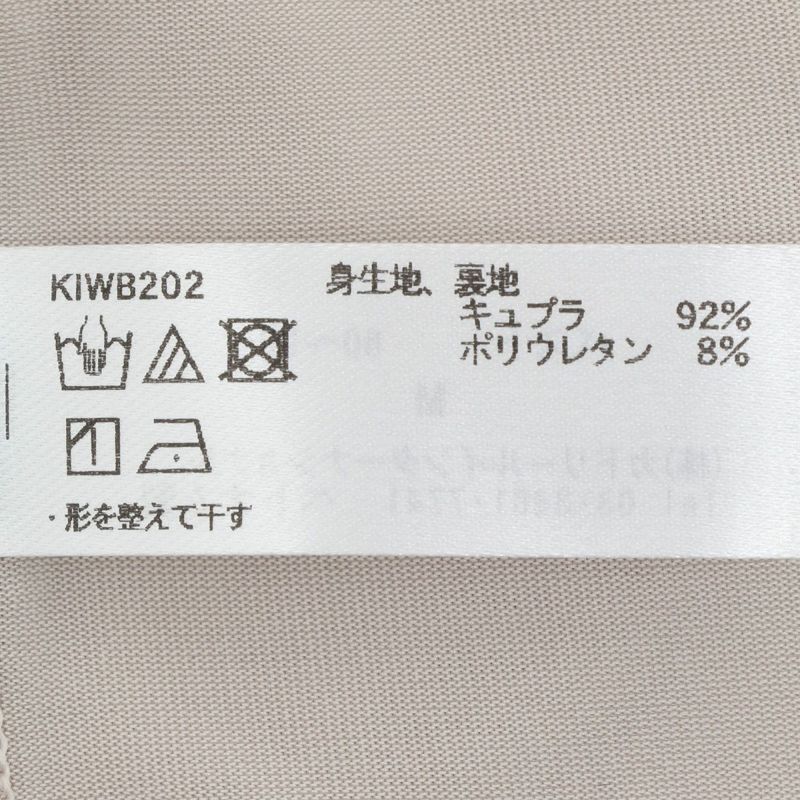 KIWB202
身生地、裏地
キュプラ 92%
ポリウレタン 8%
・形を整えて干す